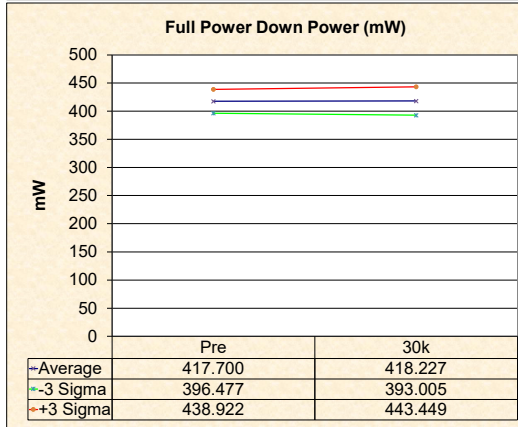 Full Power Down Power (mW)
500
450
400
350
300
250
200
150
100
50
0
mW
Pre 30k
Average 417.700 418.227
-3 Sigma 396.477 393.005
+3 Sigma 438.922 443.449